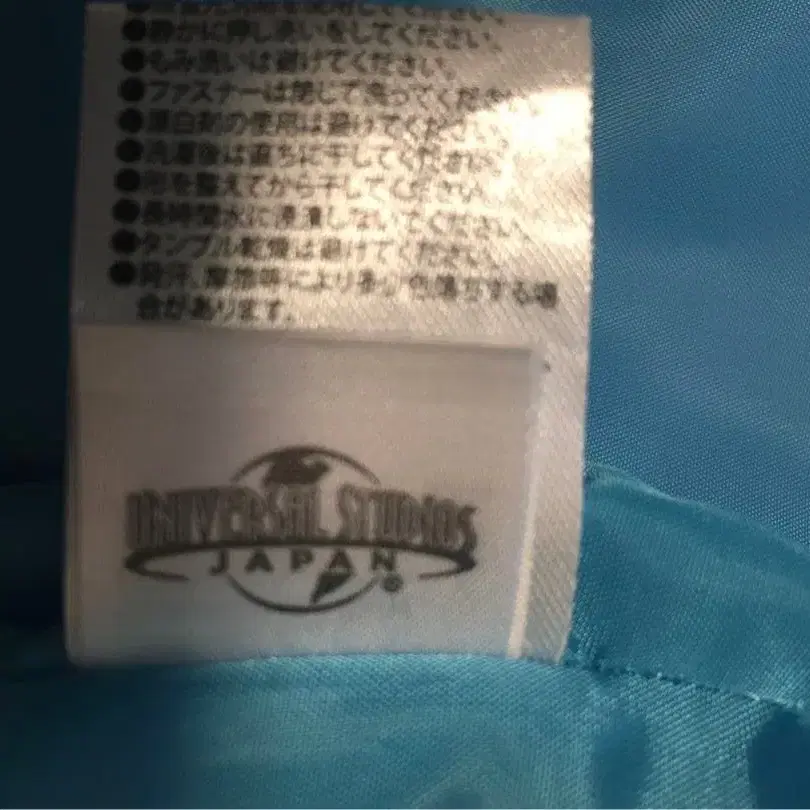 ●静かに押し洗いをしてください。
●もみ洗いは避けてください。
●ファスナーは閉じて洗ってください。
●漂白剤の使用は避けてください。
●洗濯後は直ちに干してください。
●形を整えてから干してください。
●長時間水に浸漬しないでください。
●タンブル乾燥は避けてください。
●発汗、摩擦等により 色落ちする場
合があります。
UNIVERSAL STUDIOS
JAPAN®